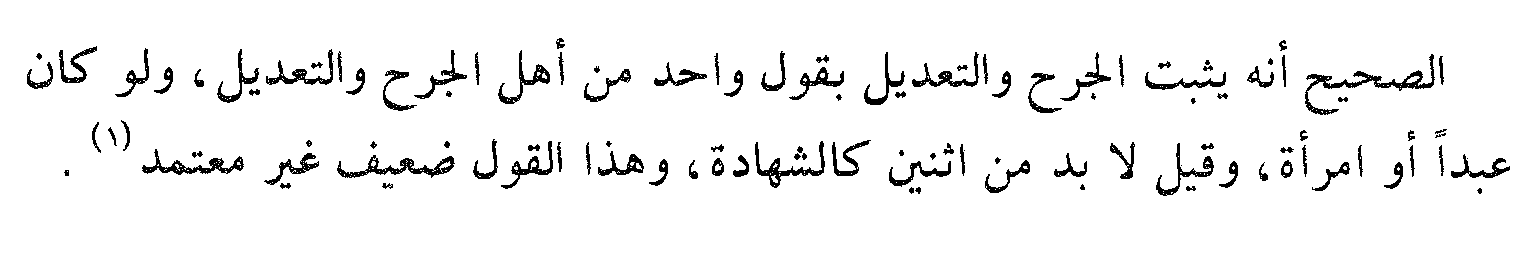 الصحيح أنه يثبت الجرح والتعديل بقول واحد من أهل الجرح والتعديل، ولو كان
عبداً أو امرأة، وقيل لا بد من اثنين كالشهادة، وهذا القول ضعيف غير معتمد(١) .